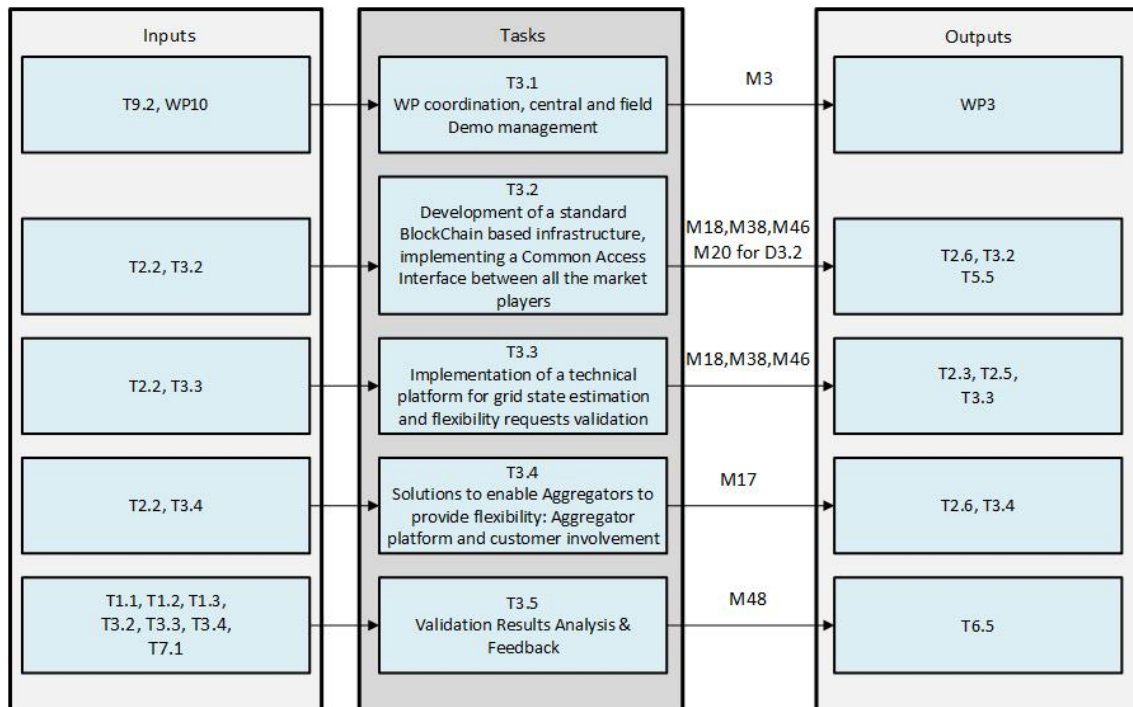 Inputs
Tasks
Outputs
T9.2, WP10
T3.1
WP coordination, central and field
Demo management
M3
WP3
T2.2, T3.2
T3.2
Development of a standard
BlockChain based infrastructure,
implementing a Common Access
Interface between all the market
players
M18,M38,M46
M20 for D3.2
T2.6, T3.2
T5.5
T2.2, T3.3
T3.3
Implementation of a technical
platform for grid state estimation
and flexibility requests validation
M18,M38,M46
T2.3, T2.5,
T3.3
T2.2, T3.4
T3.4
Solutions to enable Aggregators to
provide flexibility: Aggregator
platform and customer involvement
M17
T2.6, T3.4
T1.1, T1.2, T1.3,
T3.2, T3.3, T3.4,
T7.1
T3.5
Validation Results Analysis &
Feedback
M48
T6.5